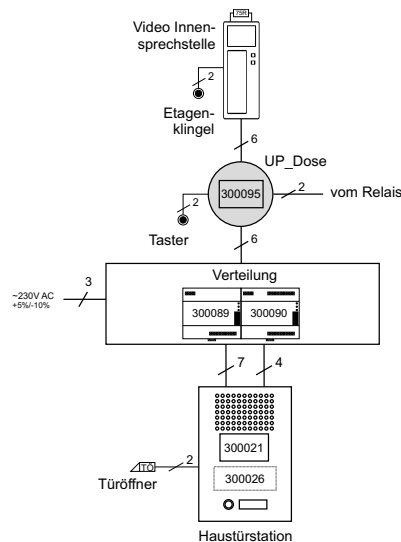 75R
Video Innen-
sprechstelle
2
Etagen-
klingel
6
UP_Dose
300095
2
2
vom Relais
Taster
6
Verteilung
3
~230V AC
+5%/-10%
300089
300090
7
4
300021
TÖ
2
300026
Türöffner
Haustürstation